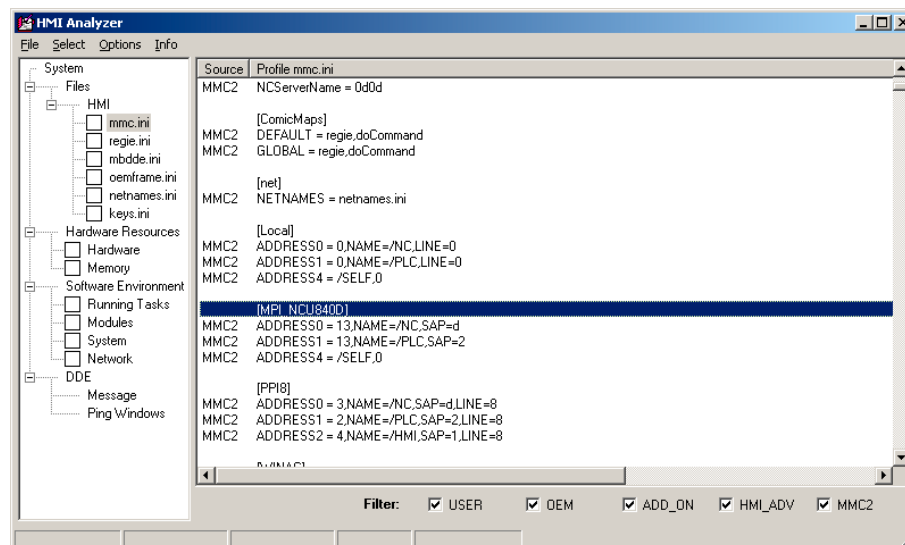 HMI Analyzer
File Select Options Info
System
Files
HMI
mmc.ini
regie.ini
mbdde.ini
oemframe.ini
netnames.ini
keys.ini
Hardware Resources
Hardware
Memory
Software Environment
Running Tasks
Modules
System
Network
DDE
Message
Ping Windows
Source Profile mmc.ini
MMC2 NCServerName = 0d0d
[ComicMaps]
MMC2 DEFAULT = regie,doCommand
MMC2 GLOBAL = regie,doCommand
[net]
MMC2 NETNAMES = netnames.ini
[Local]
MMC2 ADDRESS0 = 0,NAME=/NC,LINE=0
MMC2 ADDRESS1 = 0,NAME=/PLC,LINE=0
MMC2 ADDRESS4 = /SELF,0
[MPI_NCU840D]
MMC2 ADDRESS0 = 13,NAME=/NC,SAP=d
MMC2 ADDRESS1 = 13,NAME=/PLC,SAP=2
MMC2 ADDRESS4 = /SELF,0
[PPI8]
MMC2 ADDRESS0 = 3,NAME=/NC,SAP=d,LINE=8
MMC2 ADDRESS1 = 2,NAME=/PLC,SAP=2,LINE=8
MMC2 ADDRESS2 = 4,NAME=/HMI,SAP=1,LINE=8
Filter: USER OEM ADD_ON HMI_ADV MMC2